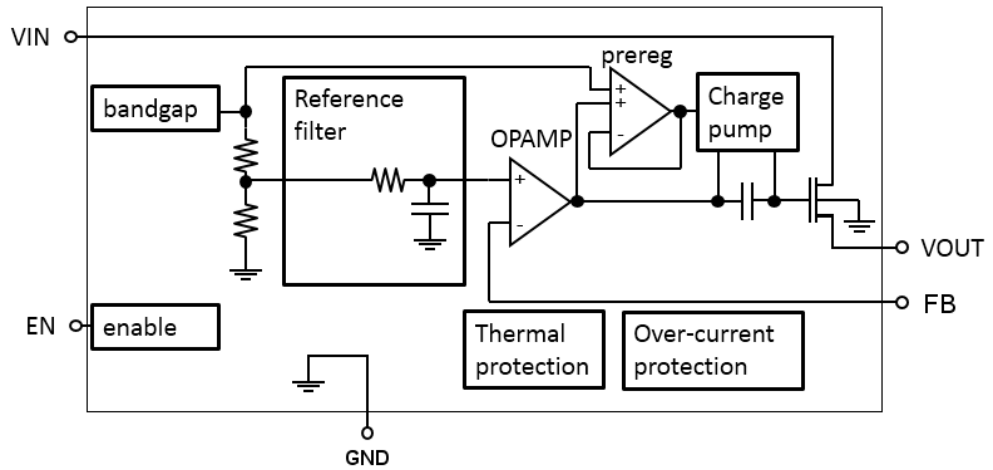 VIN
prereg
bandgap
Reference
filter
+
+
-
Charge
pump
OPAMP
+
-
VOUT
FB
EN
enable
Thermal
protection
Over-current
protection
GND